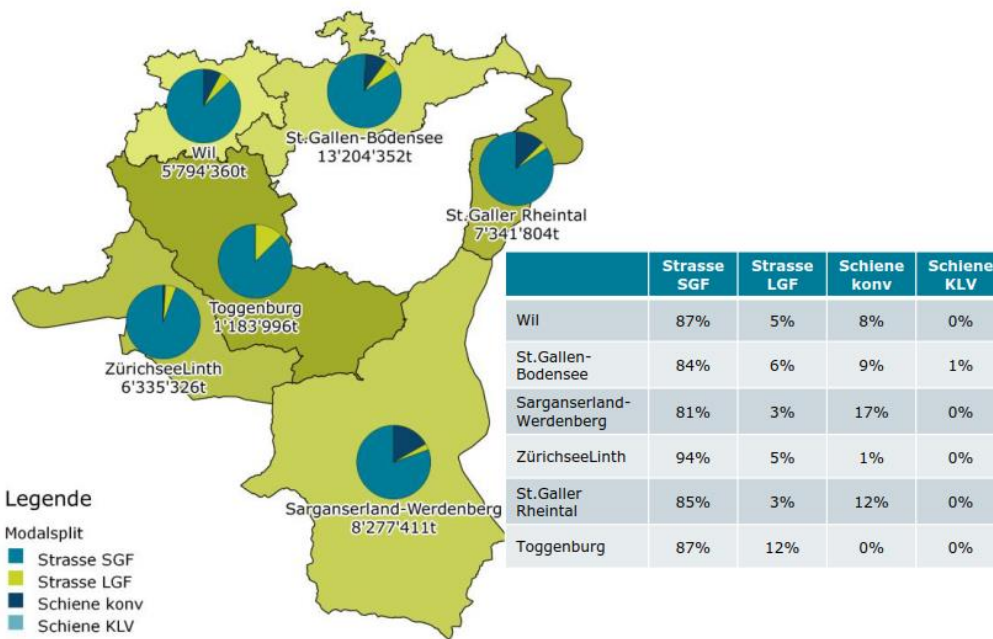 Wil
5'794'360t
St.Gallen-Bodensee
13'204'352t
St.Galler Rheintal
7'341'804t
Toggenburg
1'183'996t
ZürichseeLinth
6'335'326t
Sarganserland-Werdenberg
8'277'411t
Legende
Modalsplit
Strasse SGF
Strasse LGF
Schiene konv
Schiene KLV
Strasse SGF Strasse LGF Schiene konv Schiene KLV
Wil 87% 5% 8% 0%
St.Gallen-
Bodensee 84% 6% 9% 1%
Sarganserland-
Werdenberg 81% 3% 17% 0%
ZürichseeLinth 94% 5% 1% 0%
St.Galler
Rheintal 85% 3% 12% 0%
Toggenburg 87% 12% 0% 0%